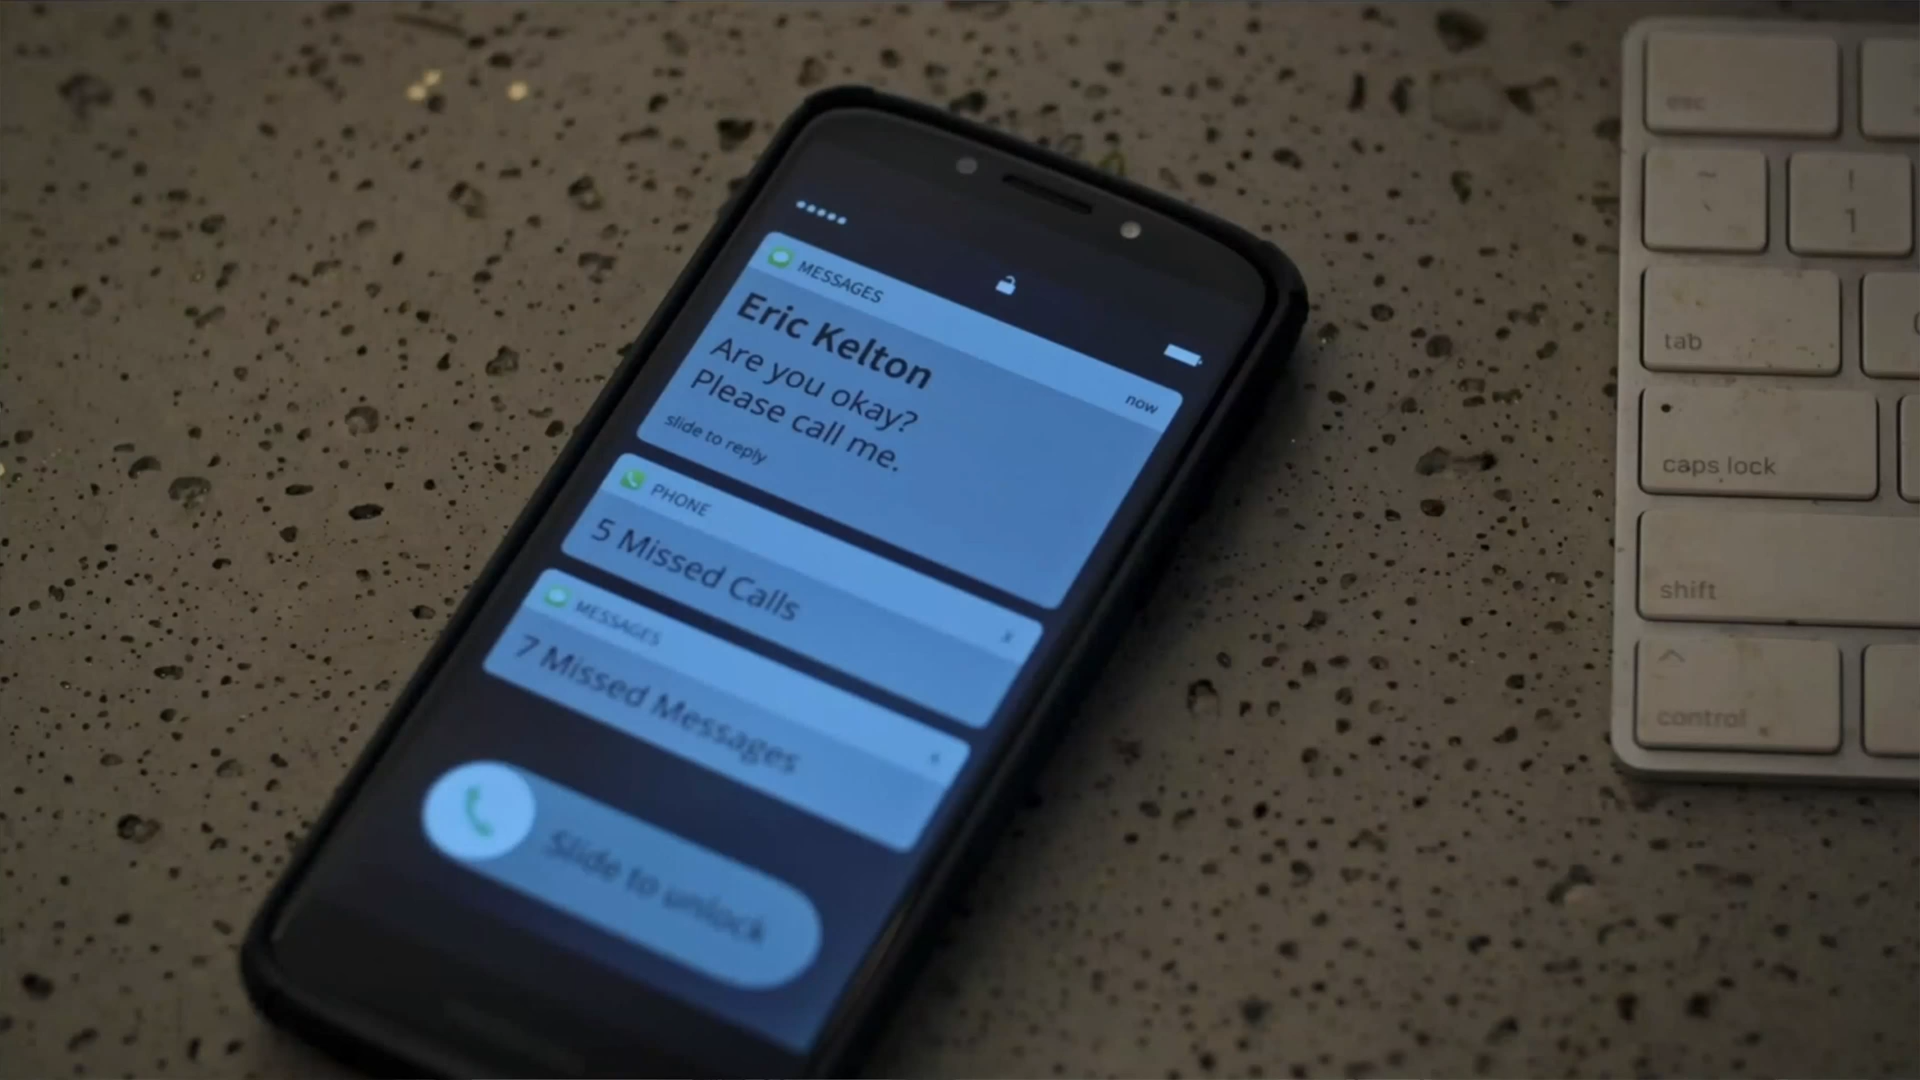 MESSAGES
now
Eric Kelton
Are you okay?
Please call me.
slide to reply
PHONE
x
5 Missed Calls
MESSAGES
7 Missed Messages
Slide to unlock
esc
~
`
!
1
tab
caps lock
shift
^
control